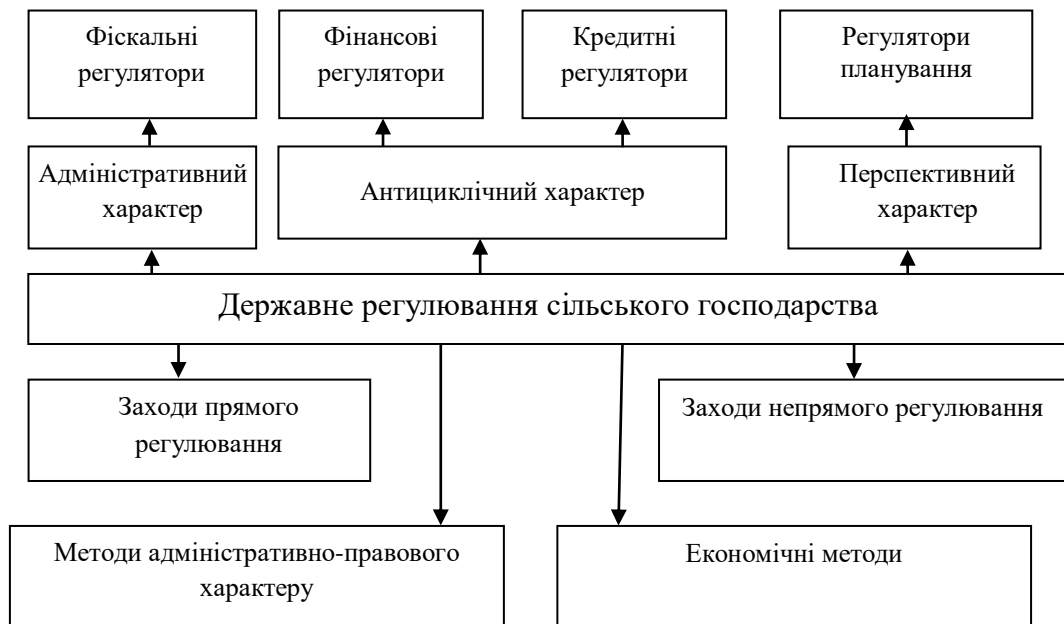 Фіскальні
регулятори
Фінансові
регулятори
Кредитні
регулятори
Регулятори
планування
Адміністративний
характер
Антициклічний характер
Перспективний
характер
Державне регулювання сільського господарства
Заходи прямого
регулювання
Заходи непрямого регулювання
Методи адміністративно-правового
характеру
Економічні методи